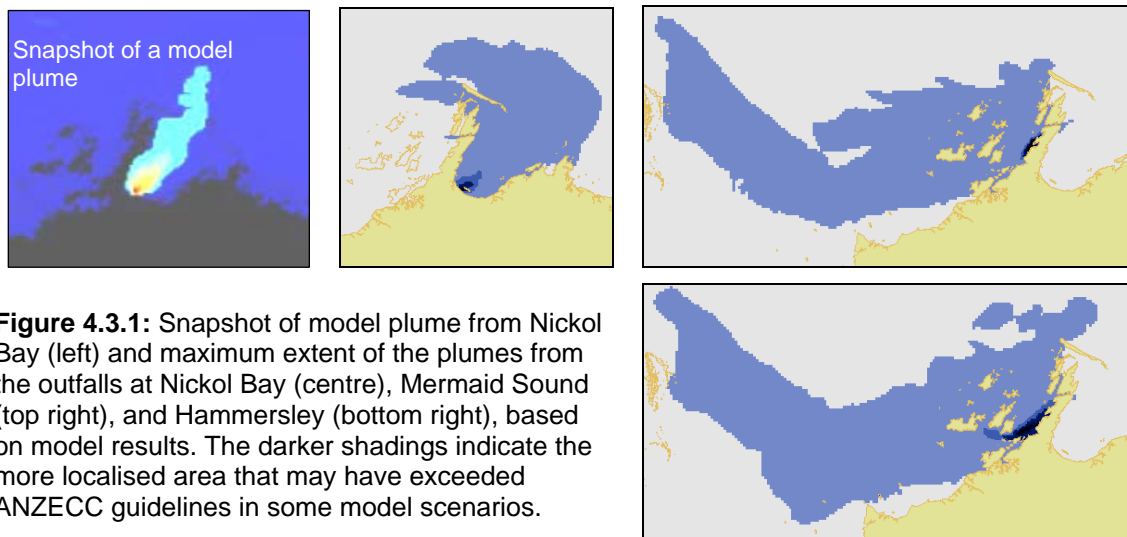 Snapshot of a model
plume
Figure 4.3.1: Snapshot of model plume from Nickol
Bay (left) and maximum extent of the plumes from
the outfalls at Nickol Bay (centre), Mermaid Sound
(top right), and Hammersley (bottom right), based
on model results. The darker shadings indicate the
more localised area that may have exceeded
ANZECC guidelines in some model scenarios.